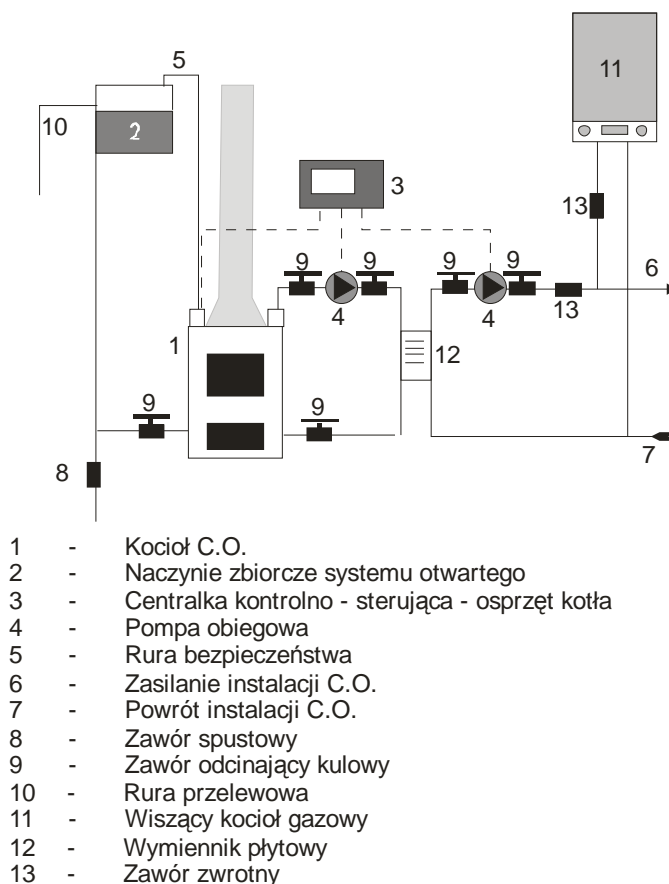 5
11
10
2
3
13
9
9
9
9
6
4
4
13
1
12
9
9
7
8
1 - Kocioł C.O.
2 - Naczynie zbiorcze systemu otwartego
3 - Centralka kontrolno - sterująca - osprzęt kotła
4 - Pompa obiegowa
5 - Rura bezpieczeństwa
6 - Zasilanie instalacji C.O.
7 - Powrót instalacji C.O.
8 - Zawór spustowy
9 - Zawór odcinający kulowy
10 - Rura przelewowa
11 - Wiszący kocioł gazowy
12 - Wymiennik płytowy
13 - Zawór zwrotny